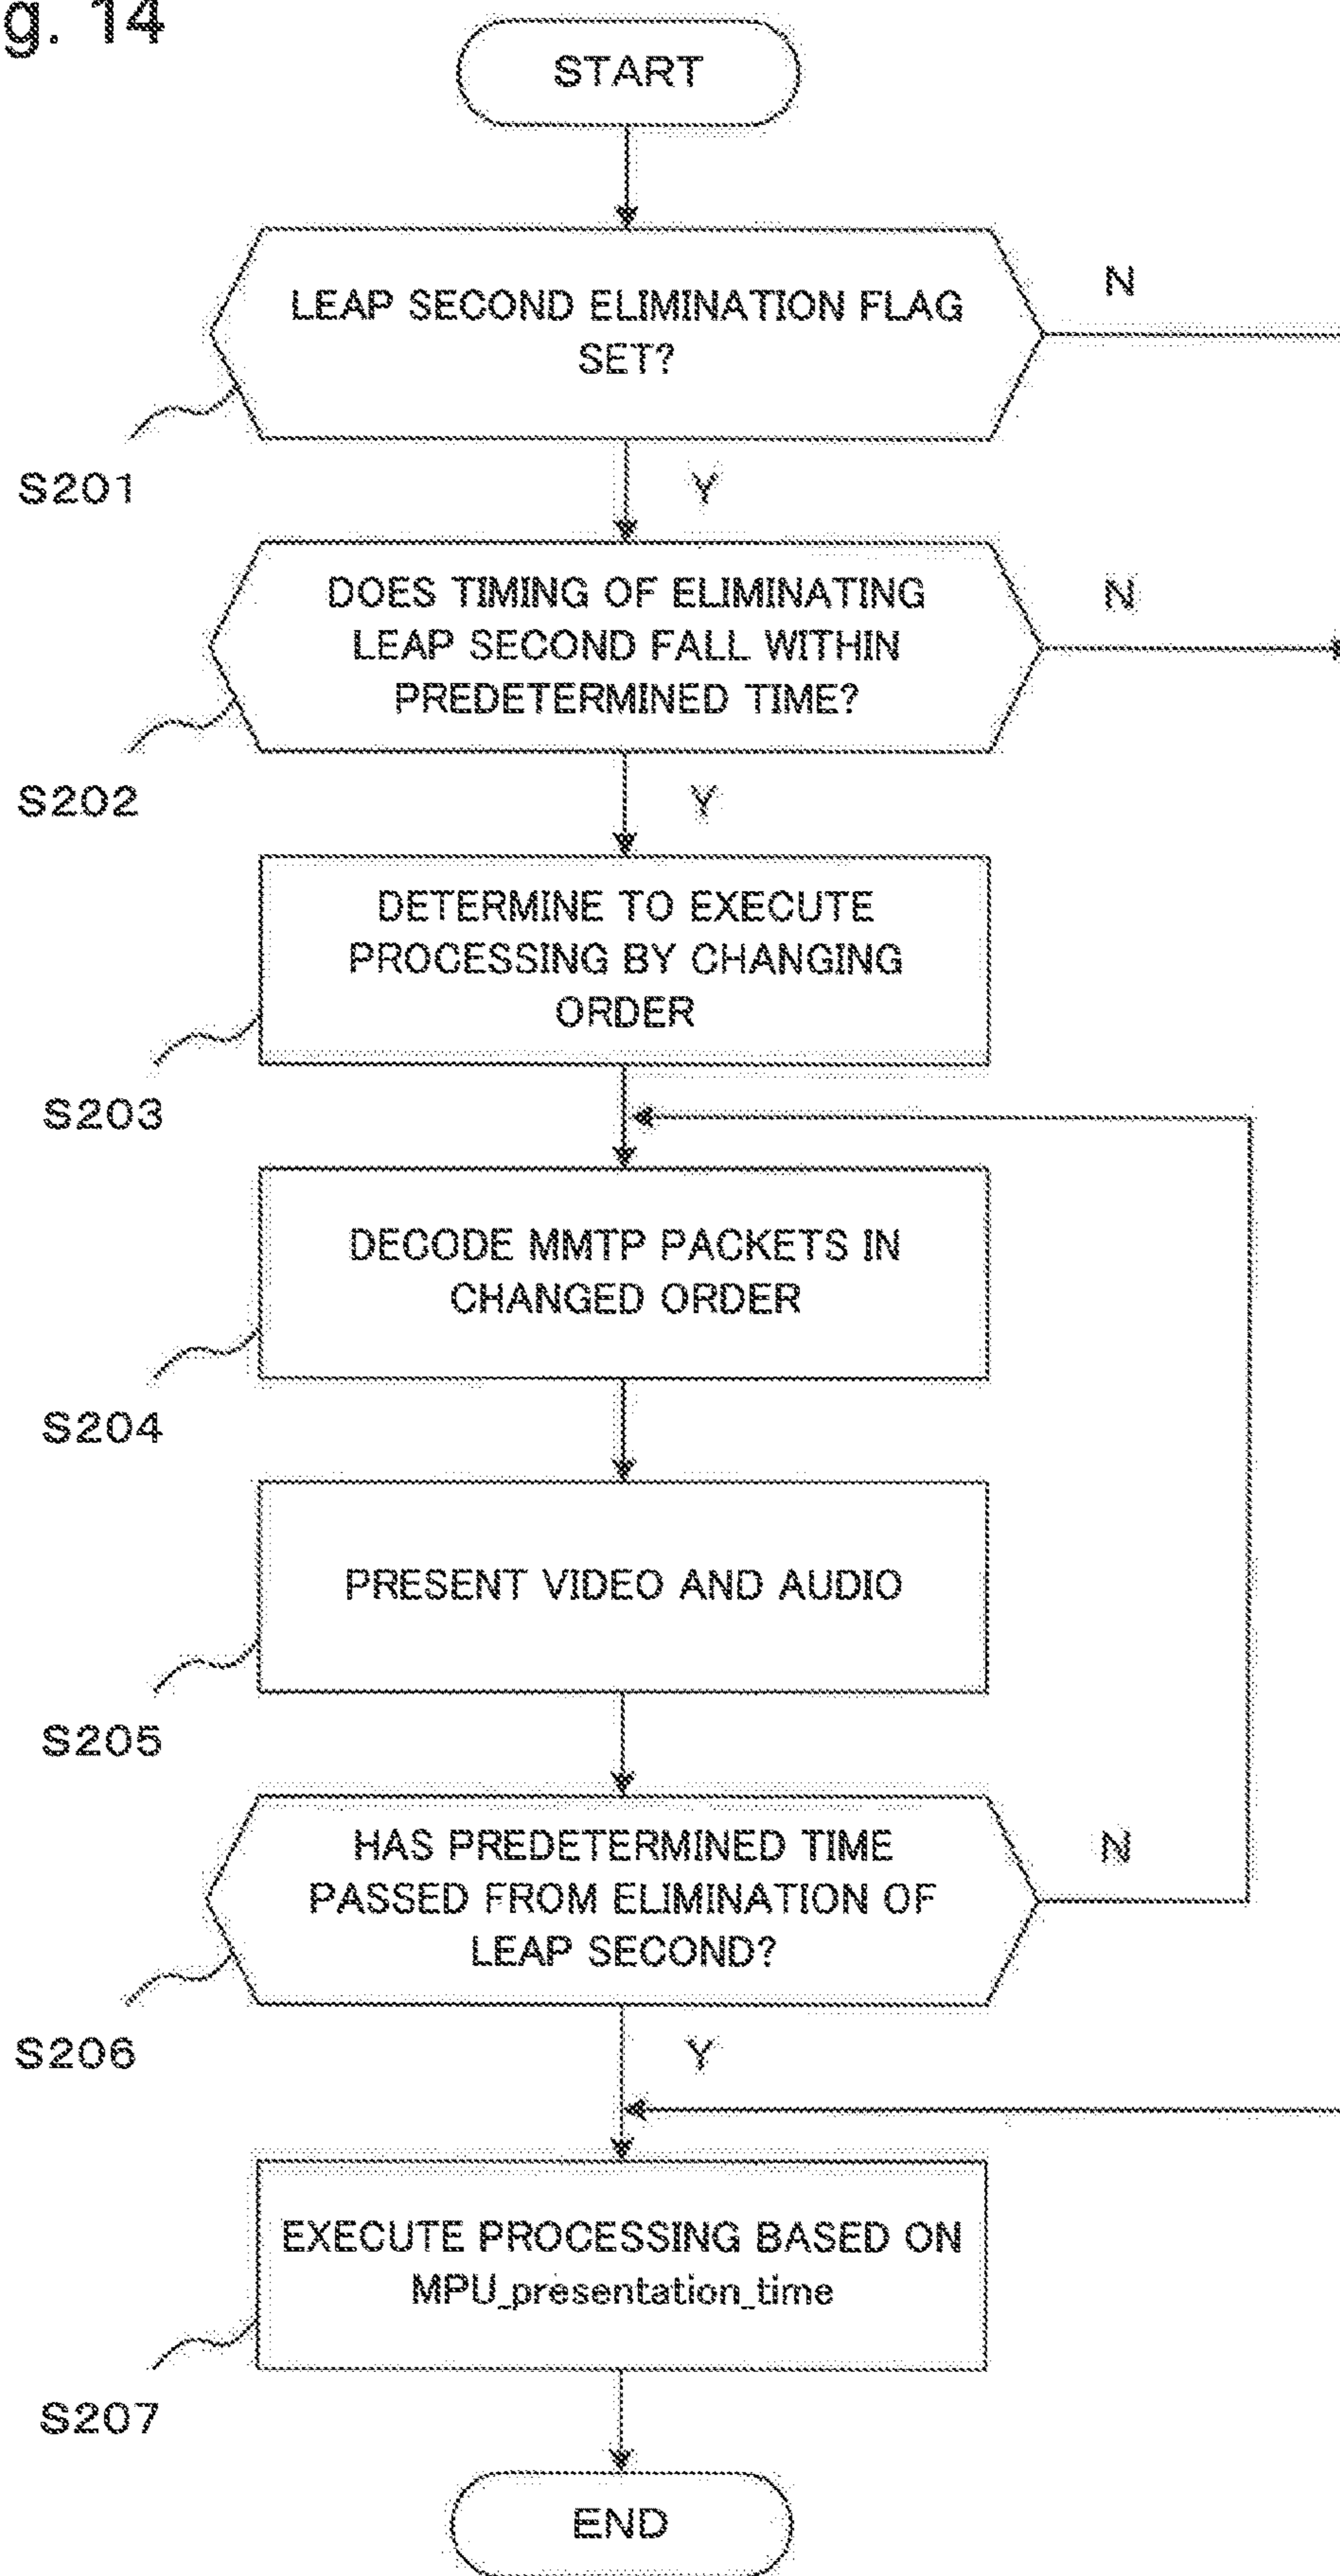 g. 14
START
LEAP SECOND ELIMINATION FLAG
SET?
N
S201
Y
DOES TIMING OF ELIMINATING
LEAP SECOND FALL WITHIN
PREDETERMINED TIME?
N
S202
Y
DETERMINE TO EXECUTE
PROCESSING BY CHANGING
ORDER
S203
DECODE MMTP PACKETS IN
CHANGED ORDER
S204
PRESENT VIDEO AND AUDIO
S205
HAS PREDETERMINED TIME
PASSED FROM ELIMINATION OF
LEAP SECOND?
N
S206
Y
EXECUTE PROCESSING BASED ON
MPU_presentation_time
S207
END